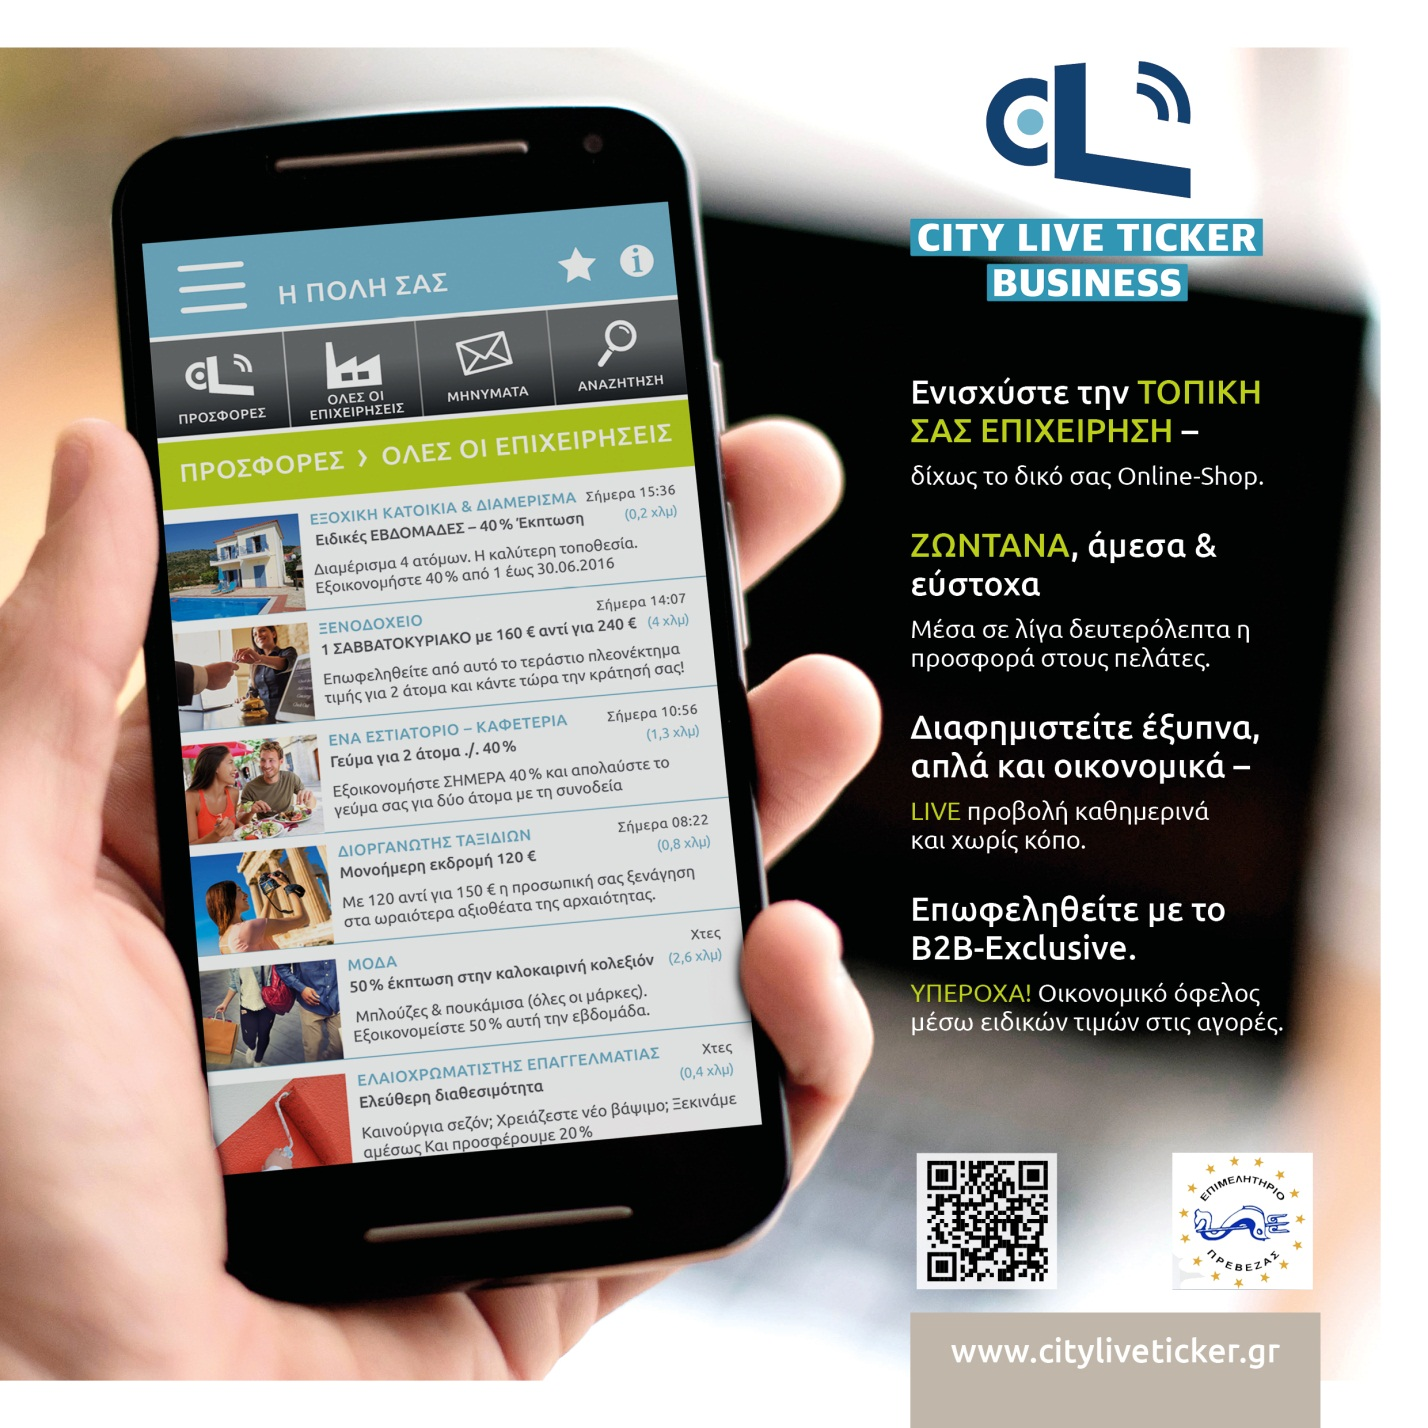 CITY LIVE TICKER
BUSINESS
Η ΠΟΛΗ ΣΑΣ
ΠΡΟΣΦΟΡΕΣ
ΟΛΕΣ ΟΙ
ΕΠΙΧΕΙΡΗΣΕΙΣ
ΜΗΝΥΜΑΤΑ
ΑΝΑΖΗΤΗΣΗ
ΠΡΟΣΦΟΡΕΣ > ΟΛΕΣ ΟΙ ΕΠΙΧΕΙΡΗΣΕΙΣ
ΕΞΟΧΙΚΗ ΚΑΤΟΙΚΙΑ & ΔΙΑΜΕΡΙΣΜΑ Σήμερα 15:36
Ειδικές ΕΒΔΟΜΑΔΕΣ – 40 % Έκπτωση (0,2 χλμ)
Διαμέρισμα 4 ατόμων. Η καλύτερη τοποθεσία.
Εξοικονομήστε 40 % από 1 έως 30.06.2016
ΞΕΝΟΔΟΧΕΙΟ Σήμερα 14:07
1 ΣΑΒΒΑΤΟΚΥΡΙΑΚΟ με 160 € αντί για 240 € (4 χλμ)
Επωφεληθείτε από αυτό το τεράστιο πλεονέκτημα
τιμής για 2 άτομα και κάντε τώρα την κράτησή σας!
ΕΝΑ ΕΣΤΙΑΤΟΡΙΟ – ΚΑΦΕΤΕΡΙΑ Σήμερα 10:56
Γεύμα για 2 άτομα ./. 40 % (1,3 χλμ)
Εξοικονομήστε ΣΗΜΕΡΑ 40 % και απολαύστε το
γεύμα σας για δύο άτομα με τη συνοδεία
ΔΙΟΡΓΑΝΩΤΗΣ ΤΑΞΙΔΙΩΝ Σήμερα 08:22
Μονοήμερη εκδρομή 120 € (0,8 χλμ)
Με 120 αντί για 150 € η προσωπική σας ξενάγηση
στα ωραιότερα αξιοθέατα της αρχαιότητας.
ΜΟΔΑ Χτες
50 % έκπτωση στην καλοκαιρινή κολεξιόν (2,6 χλμ)
Μπλούζες & πουκάμισα (όλες οι μάρκες).
Εξοικονομείστε 50 % αυτή την εβδομάδα.
ΕΛΑΙΟΧΡΩΜΑΤΙΣΤΗΣ ΕΠΑΓΓΕΛΜΑΤΙΑΣ Χτες
Ελεύθερη διαθεσιμότητα (0,4 χλμ)
Καινούργια σεζόν; Χρειάζεστε νέο βάψιμο; Ξεκινάμε
αμέσως Και προσφέρουμε 20 %
Ενισχύστε την ΤΟΠΙΚΗ
ΣΑΣ ΕΠΙΧΕΙΡΗΣΗ –
δίχως το δικό σας Online-Shop.
ΖΩΝΤΑΝΑ, άμεσα &
εύστοχα
Μέσα σε λίγα δευτερόλεπτα η
προσφορά στους πελάτες.
Διαφημιστείτε έξυπνα,
απλά και οικονομικά –
LIVE προβολή καθημερινά
και χωρίς κόπο.
Επωφεληθείτε με το
B2B-Exclusive.
ΥΠΕΡΟΧΑ! Οικονομικό όφελος
μέσω ειδικών τιμών στις αγορές.
ΕΠΙΜΕΛΗΤΗΡΙΟ
ΠΡΕΒΕΖΑΣ
www.cityliveticker.gr